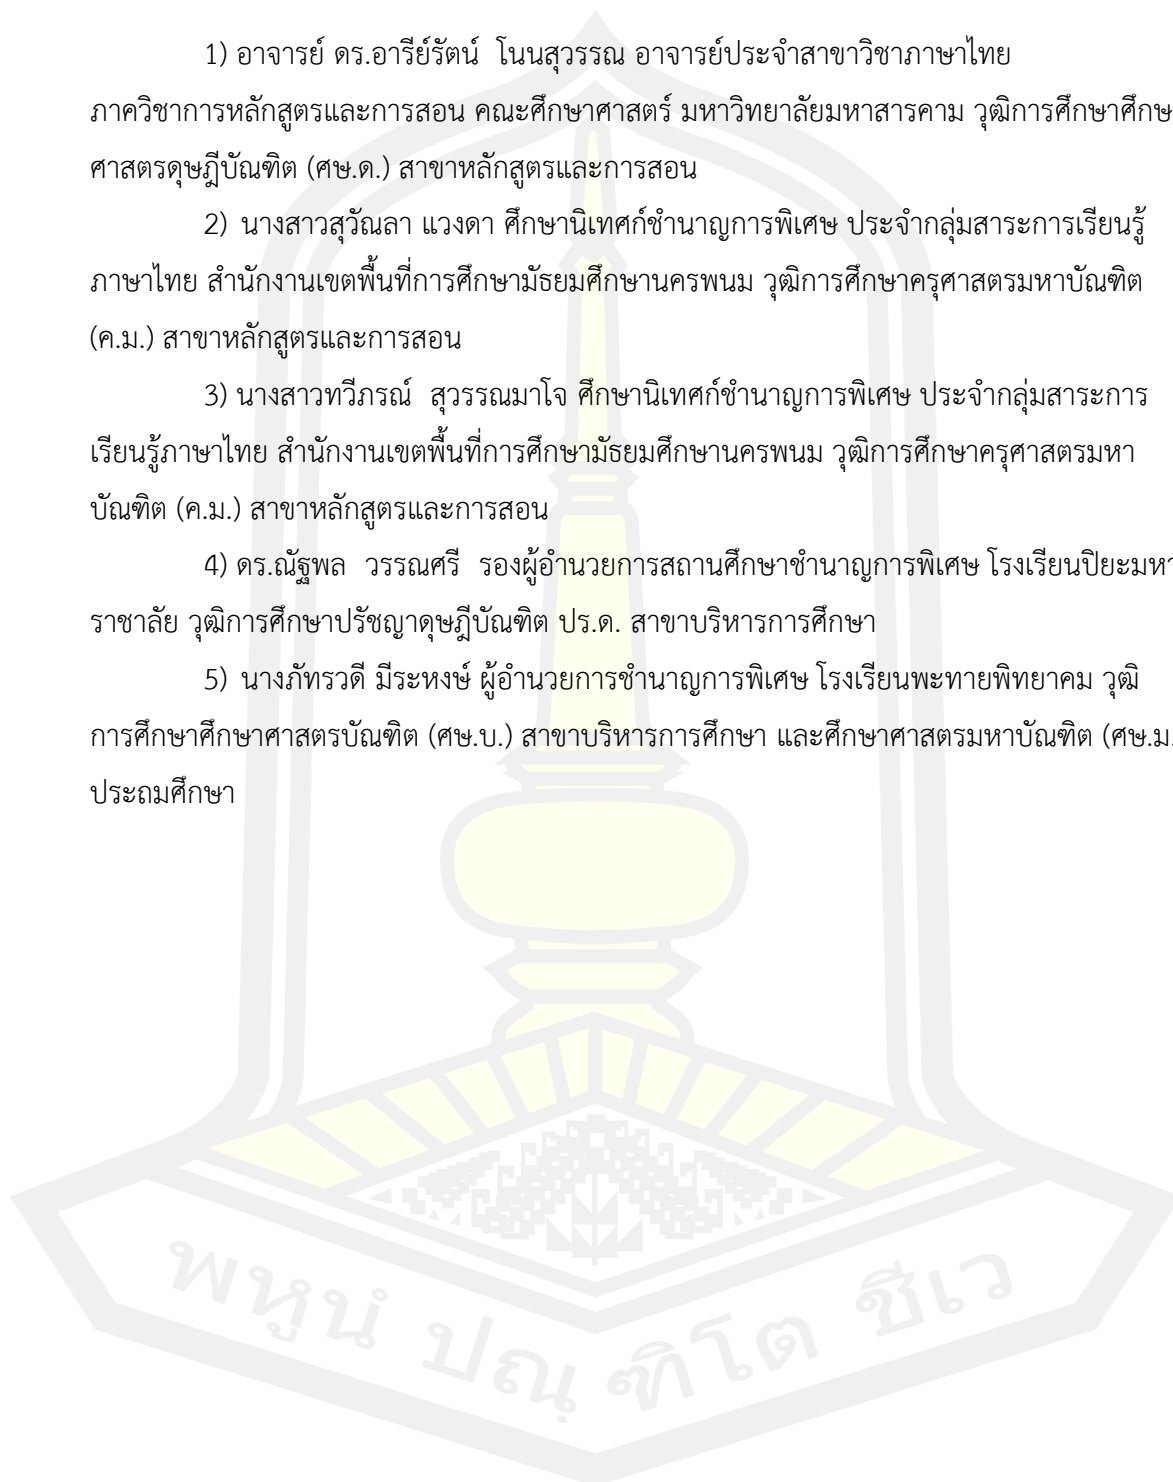 1) อาจารย์ ดร.อารีย์รัตน์  โนนสุวรรณ อาจารย์ประจำสาขาวิชาภาษาไทย
ภาควิชาการหลักสูตรและการสอน คณะศึกษาศาสตร์ มหาวิทยาลัยมหาสารคาม วุฒิการศึกษาศึกษ
ศาสตรดุษฎีบัณฑิต (ศษ.ด.) สาขาหลักสูตรและการสอน
2) นางสาวสุวัณลา แวงดา ศึกษานิเทศก์ชำนาญการพิเศษ ประจำกลุ่มสาระการเรียนรู้
ภาษาไทย สำนักงานเขตพื้นที่การศึกษามัธยมศึกษานครพนม วุฒิการศึกษาครุศาสตรมหาบัณฑิต
(ค.ม.) สาขาหลักสูตรและการสอน
3) นางสาวทวีภรณ์  สุวรรณมาโจ ศึกษานิเทศก์ชำนาญการพิเศษ ประจำกลุ่มสาระการ
เรียนรู้ภาษาไทย สำนักงานเขตพื้นที่การศึกษามัธยมศึกษานครพนม วุฒิการศึกษาครุศาสตรมหา
บัณฑิต (ค.ม.) สาขาหลักสูตรและการสอน
4) ดร.ณัฐพล  วรรณศรี  รองผู้อำนวยการสถานศึกษาชำนาญการพิเศษ โรงเรียนปิยะมหา
ราชาลัย วุฒิการศึกษาปรัชญาดุษฎีบัณฑิต ปร.ด. สาขาบริหารการศึกษา
5) นางภัทรวดี มีระหงษ์ ผู้อำนวยการชำนาญการพิเศษ โรงเรียนพะทายพิทยาคม วุฒิ
การศึกษาศึกษาศาสตรบัณฑิต (ศษ.บ.) สาขาบริหารการศึกษา และศึกษาศาสตรมหาบัณฑิต (ศษ.ม.
ประถมศึกษา
พหูนํ ปณฺฑิโต ชีเว